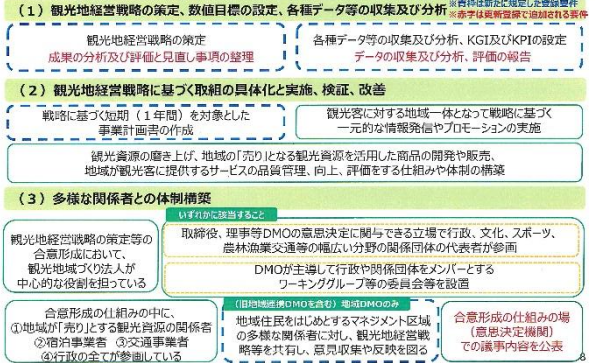 （1）観光地経営戦略の策定、数値目標の設定、各種データ等の収集及び分析
※青枠は新たに規定した登録要件
※赤字は更新登録で追加される要件
観光地経営戦略の策定
成果の分析及び評価と見直し事項の整理
各種データ等の収集及び分析、KGI及びKPIの設定
データの収集及び分析、評価の報告
（2）観光地経営戦略に基づく取組の具体化と実施、検証、改善
戦略に基づく短期（1年間）を対象とした
事業計画書の作成
観光客に対する地域一体となって戦略に基づく
一元的な情報発信やプロモーションの実施
観光資源の磨き上げ、地域の「売り」となる観光資源を活用した商品の開発や販売、
地域が観光客に提供するサービスの品質管理、向上、評価をする仕組みや体制の構築
（3）多様な関係者との体制構築
観光地経営戦略の策定等の
合意形成において、
観光地域づくり法人が
中心的な役割を担っている
いずれかに該当すること
取締役、理事等DMOの意思決定に関与できる立場で行政、文化、スポーツ、
農林漁業交通等の幅広い分野の関係団体の代表者が参画
DMOが主導して行政や関係団体をメンバーとする
ワーキンググループ等の委員会等を設置
合意形成の仕組みの中に、
①地域が「売り」とする観光資源の関係者
②宿泊事業者 ③交通事業者
④行政の全てが参画している
（旧地域連携DMOを含む）地域DMOのみ
地域住民をはじめとするマネジメント区域
の多様な関係者に対し、観光地経営戦
略等を共有し、意見収集や反映を図る
合意形成の仕組みの場
（意思決定機関）
での議事内容を公表